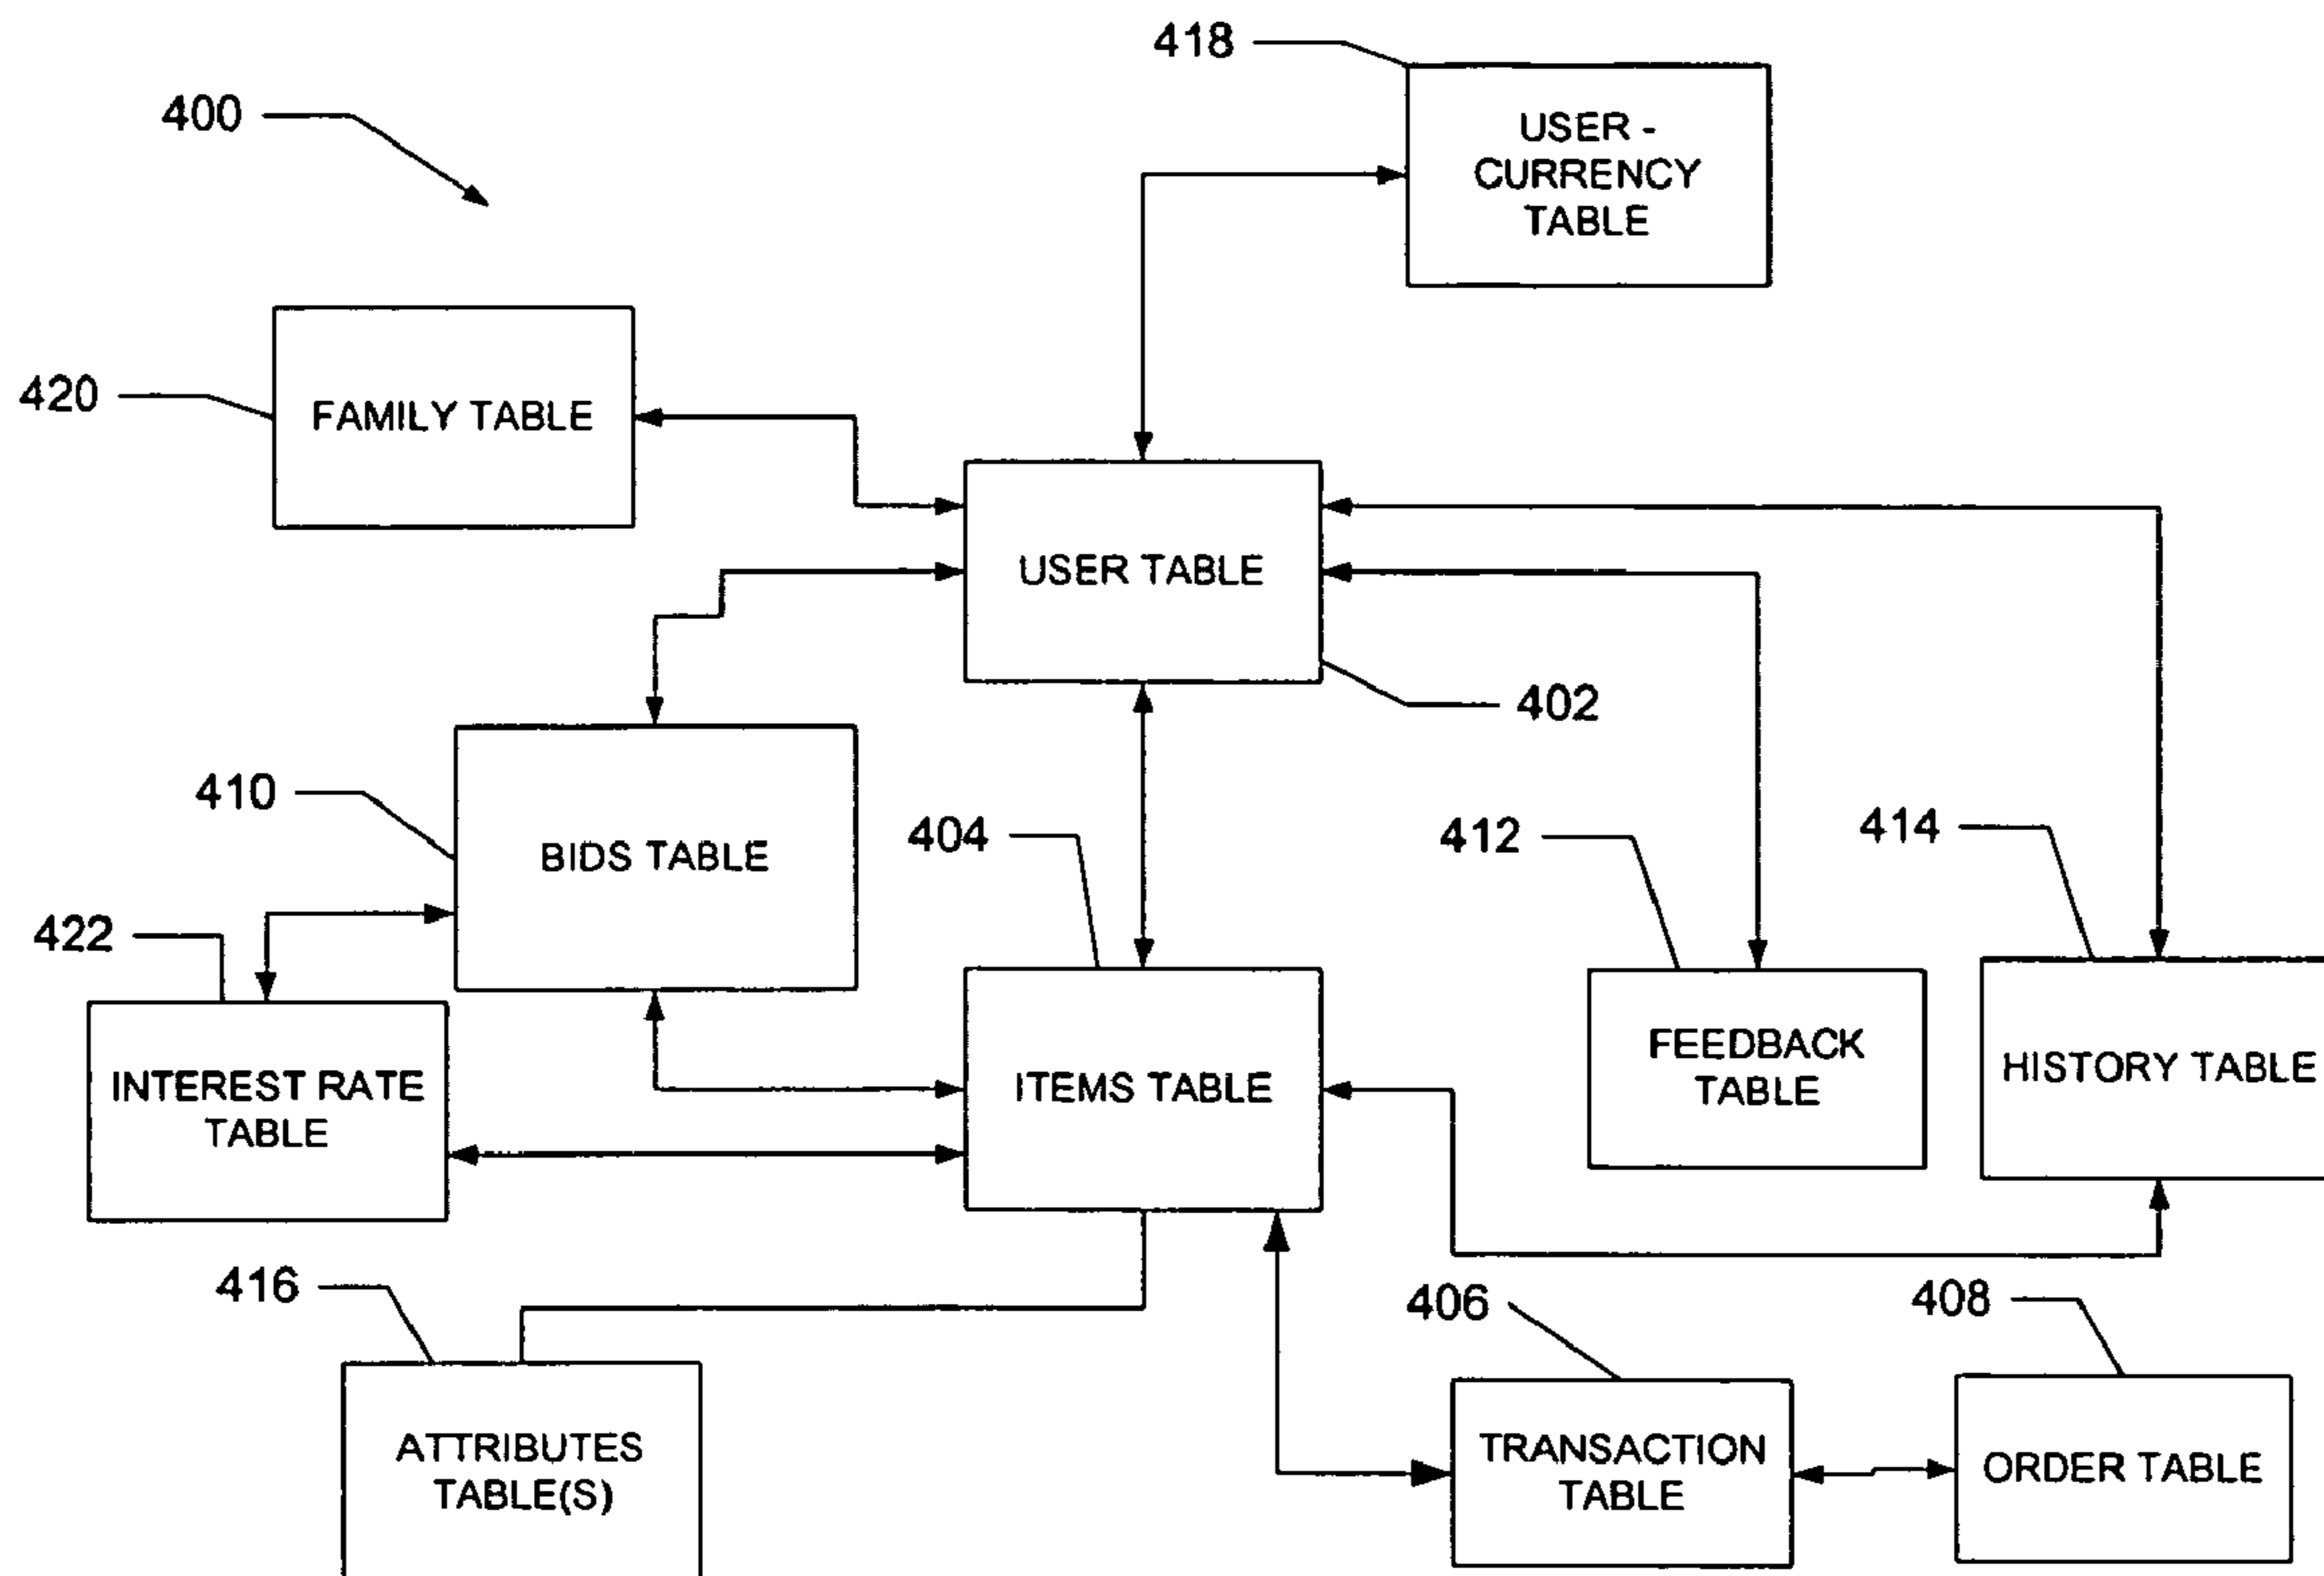 418
400
USER -
CURRENCY
TABLE
420
FAMILY TABLE
USER TABLE
402
410
BIDS TABLE
404
412
414
422
INTEREST RATE
TABLE
ITEMS TABLE
FEEDBACK
TABLE
HISTORY TABLE
416
406
408
ATTRIBUTES
TABLE(S)
TRANSACTION
TABLE
ORDER TABLE